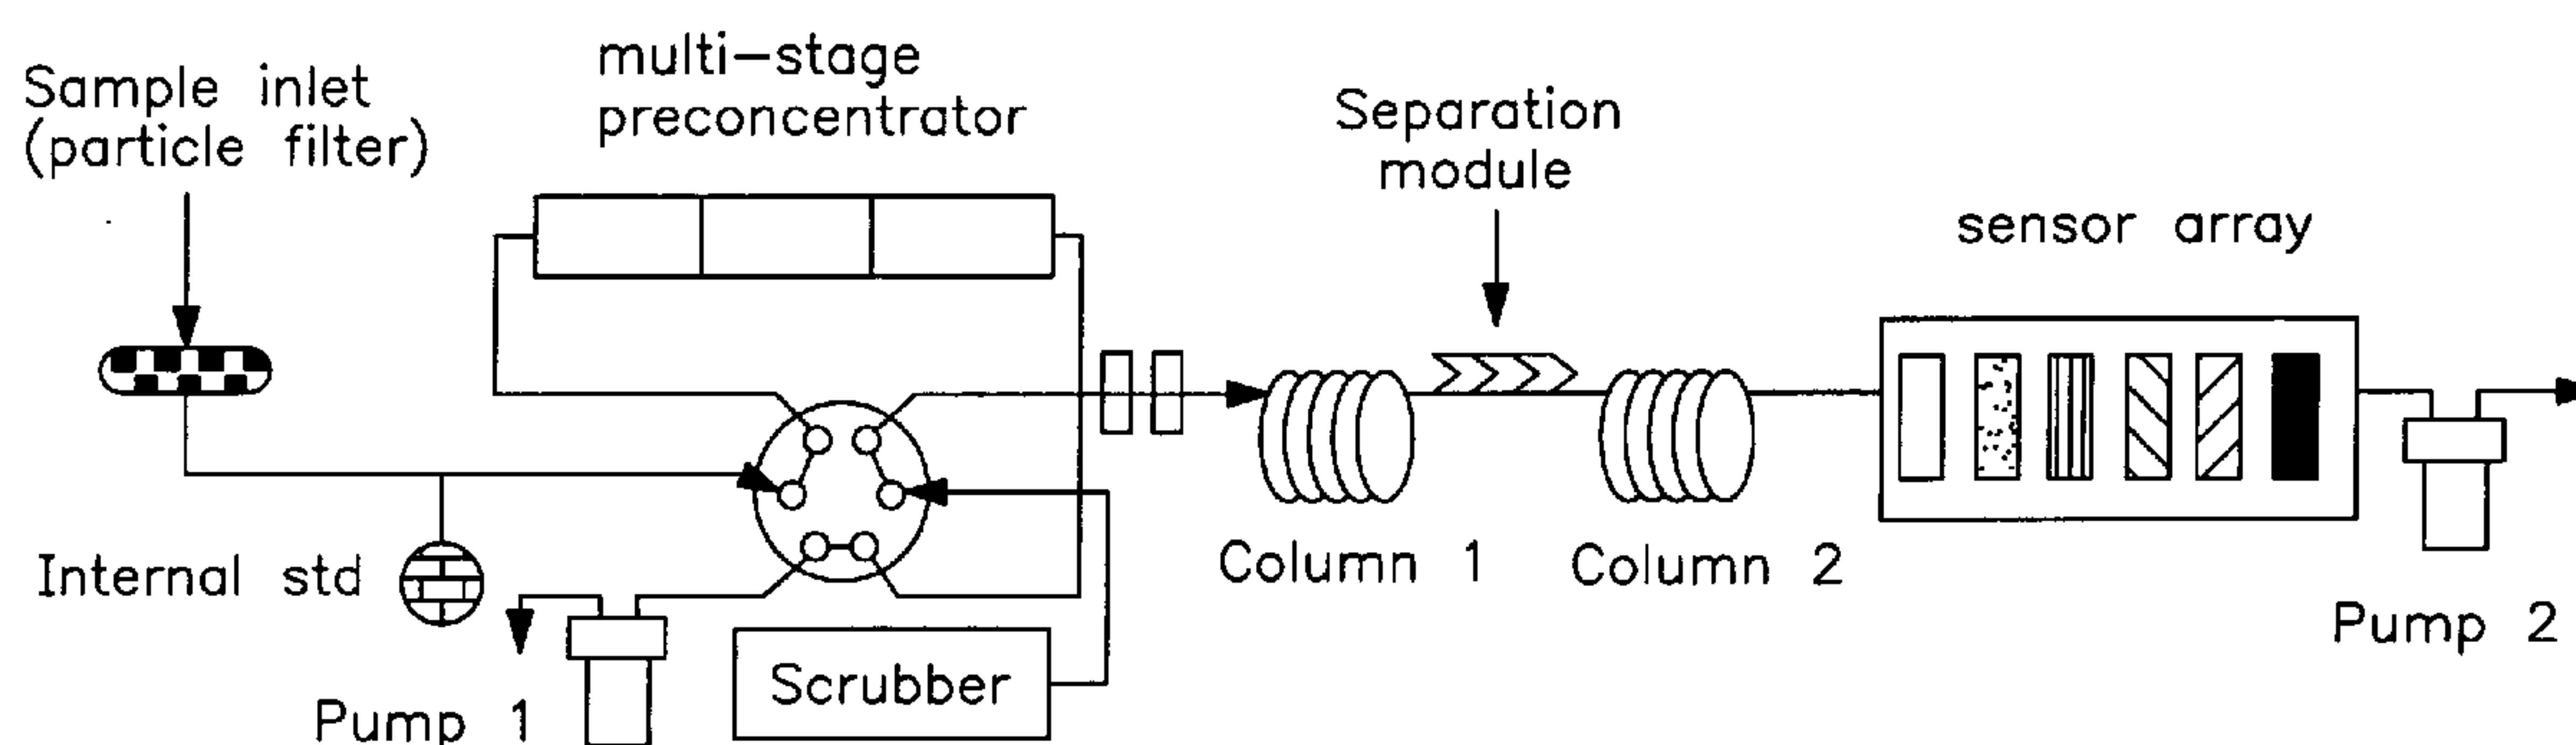 Sample inlet
(particle filter)
multi-stage
preconcentrator
Separation
module
sensor array
Internal std
Column 1
Column 2
Pump 1
Scrubber
Pump 2